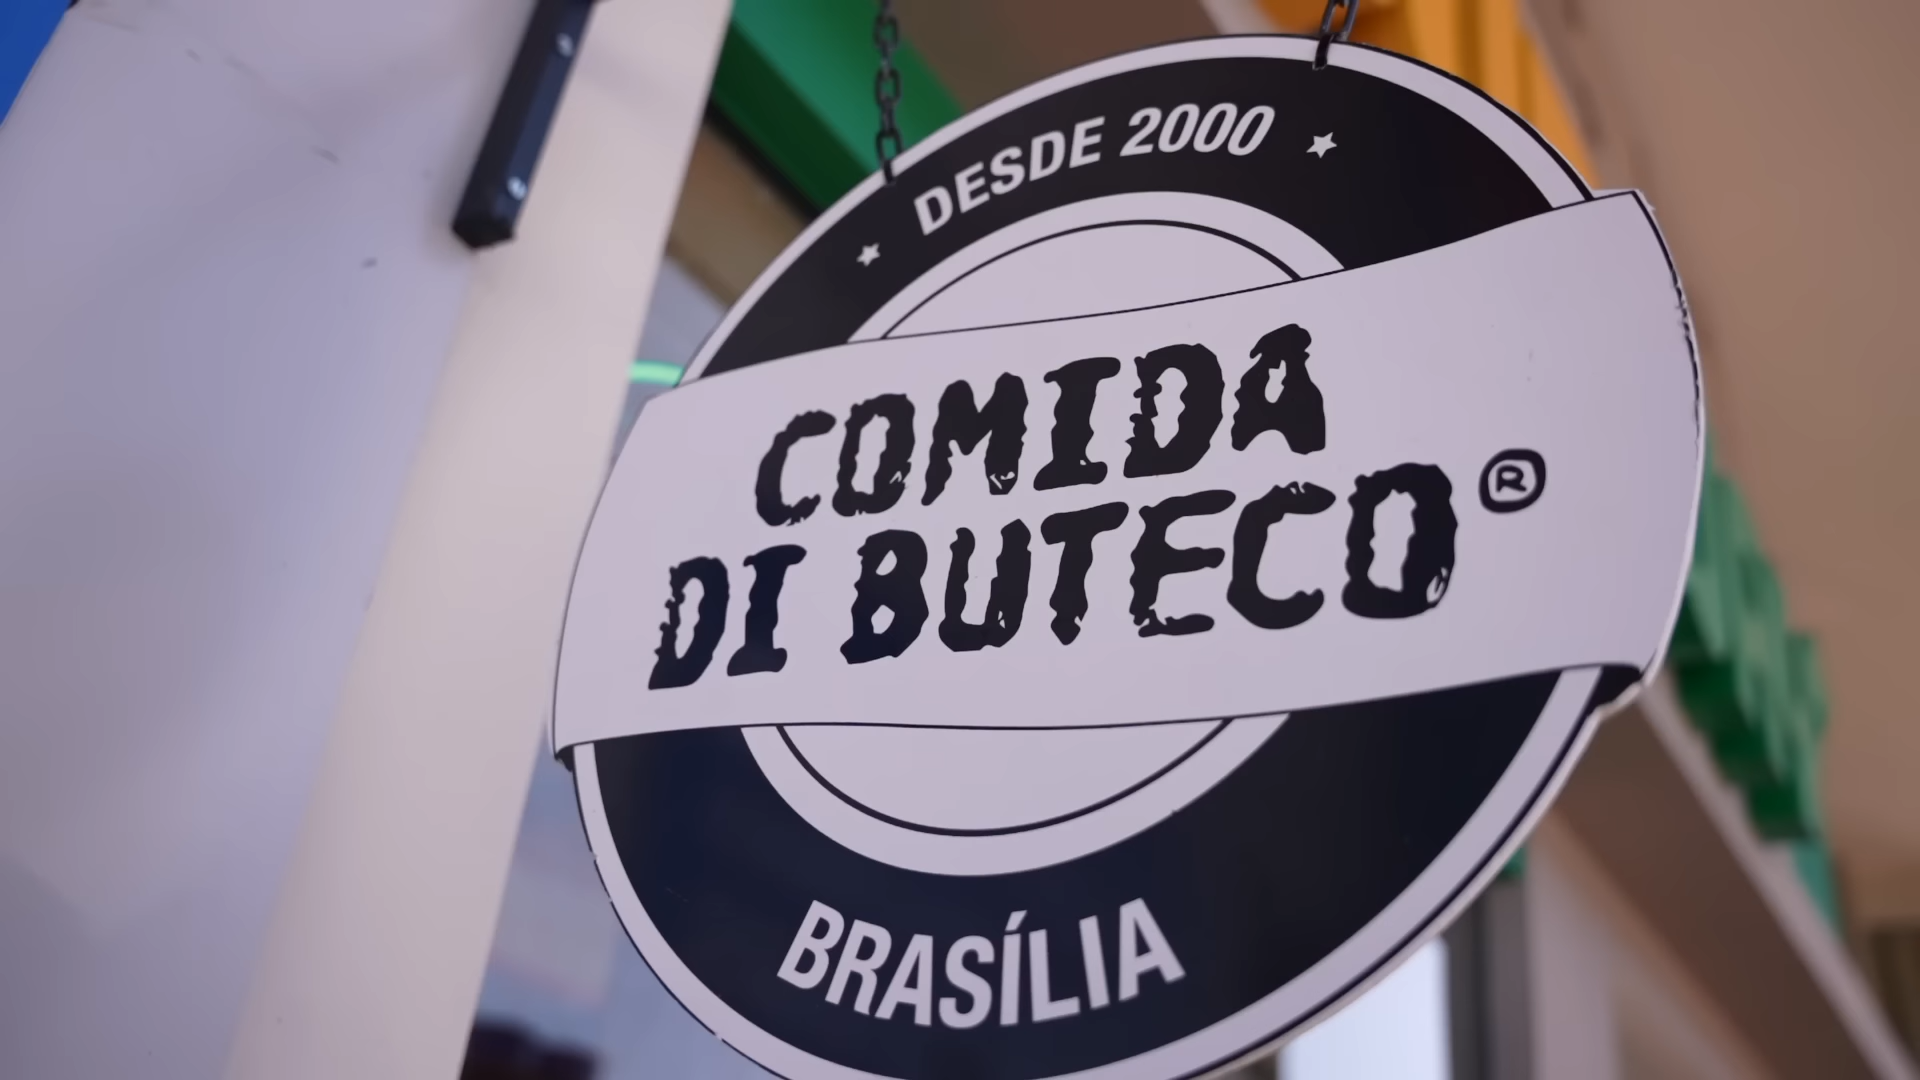 ★ DESDE 2000 ★
COMIDA
DI BUTECO®
BRASÍLIA